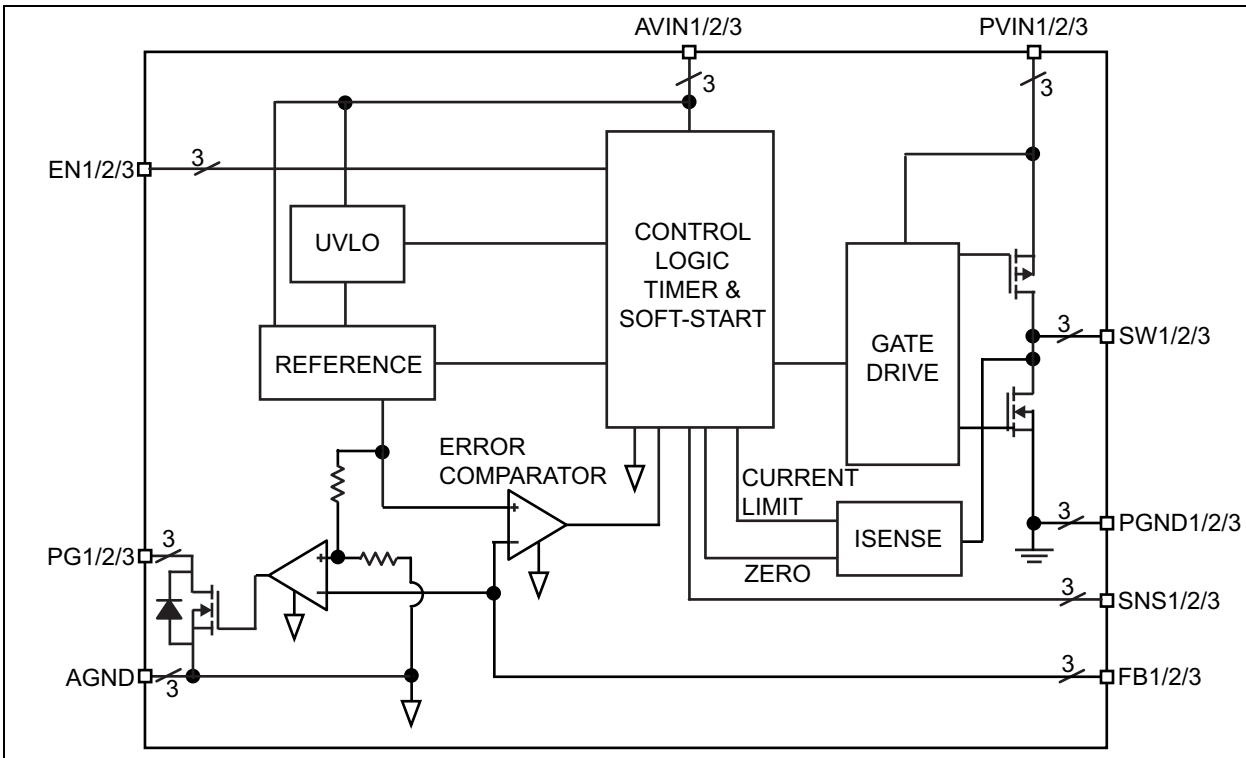 AVIN1/2/3
PVIN1/2/3
3
3
EN1/2/3
3
UVLO
CONTROL
LOGIC
TIMER &
SOFT-START
REFERENCE
GATE
DRIVE
3
SW1/2/3
ERROR
COMPARATOR
+
-
CURRENT
LIMIT
ISENSE
ZERO
3
PGND1/2/3
PG1/2/3
3
+
-
3
SNS1/2/3
AGND
3
3
FB1/2/3